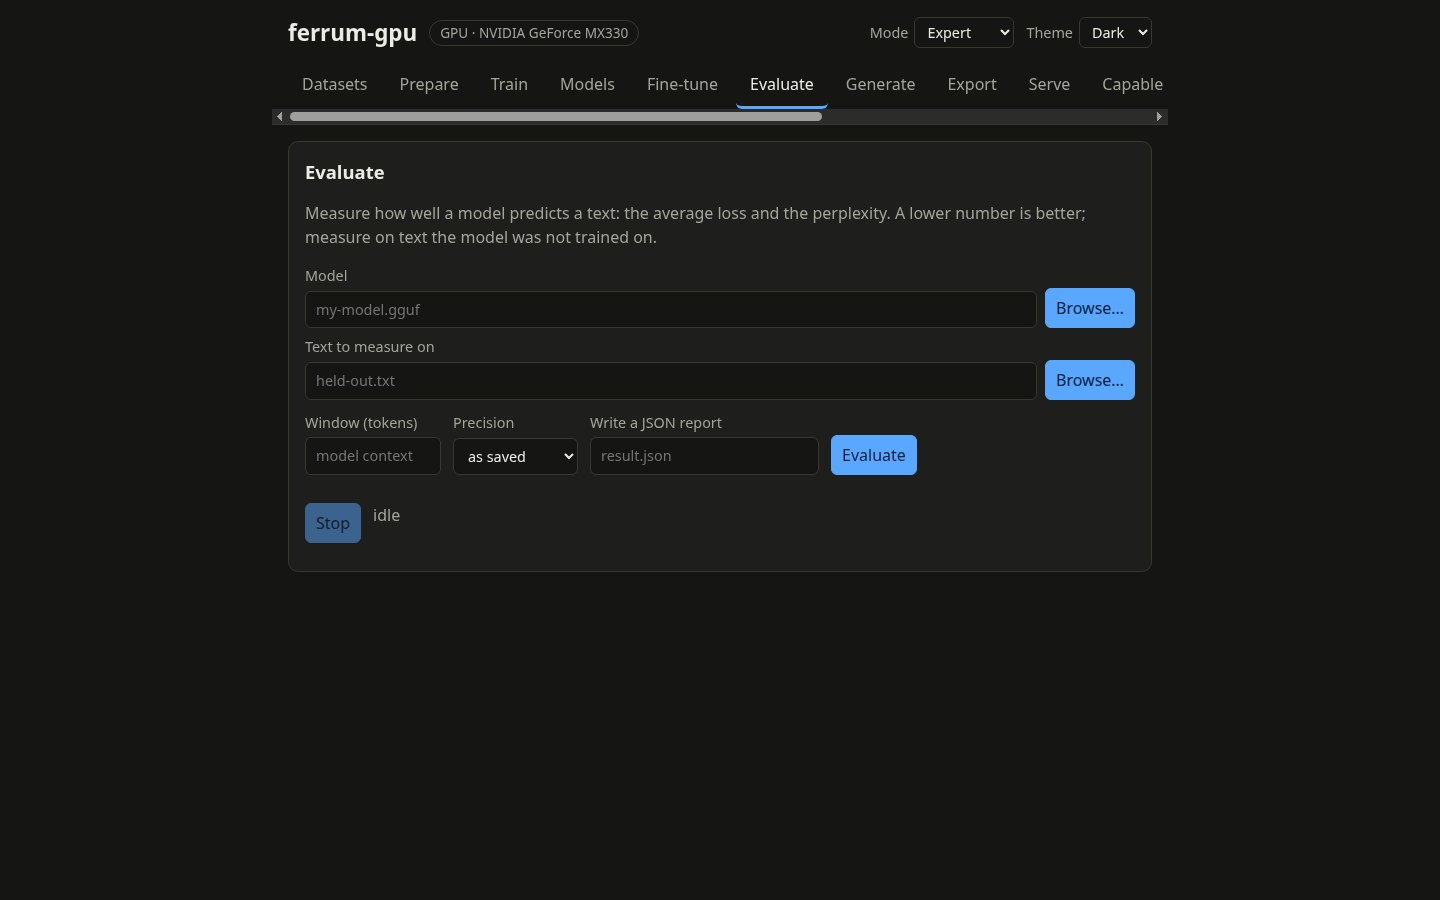 ferrum-gpu
GPU · NVIDIA GeForce MX330
Mode Expert Theme Dark
Datasets Prepare Train Models Fine-tune Evaluate Generate Export Serve Capable
Evaluate
Measure how well a model predicts a text: the average loss and the perplexity. A lower number is better;
measure on text the model was not trained on.
Model
my-model.gguf Browse...
Text to measure on
held-out.txt Browse...
Window (tokens) Precision Write a JSON report
model context as saved result.json Evaluate
Stop idle